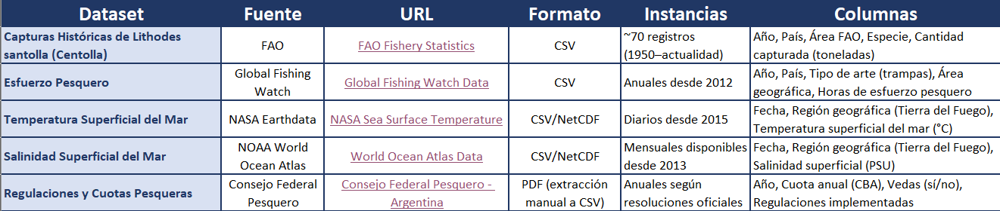 Dataset Fuente URL Formato Instancias Columnas
Capturas Históricas de Lithodes
santolla (Centolla)
FAO
FAO Fishery Statistics
CSV
~70 registros
(1950–actualidad)
Año, País, Área FAO, Especie, Cantidad
capturada (toneladas)
Esfuerzo Pesquero
Global Fishing
Watch
Global Fishing Watch Data
CSV
Anuales desde 2012
Año, País, Tipo de arte (trampas), Área
geográfica, Horas de esfuerzo pesquero
Temperatura Superficial del Mar
NASA Earthdata
NASA Sea Surface Temperature
CSV/NetCDF
Diarios desde 2015
Fecha, Región geográfica (Tierra del Fuego),
Temperatura superficial del mar (°C)
Salinidad Superficial del Mar
NOAA World
Ocean Atlas
World Ocean Atlas Data
CSV/NetCDF
Mensuales disponibles
desde 2013
Fecha, Región geográfica (Tierra del Fuego),
Salinidad superficial (PSU)
Regulaciones y Cuotas Pesqueras
Consejo Federal
Pesquero
Consejo Federal Pesquero -
Argentina
PDF (extracción
manual a CSV)
Anuales según
resoluciones oficiales
Año, Cuota anual (CBA), Vedas (sí/no),
Regulaciones implementadas